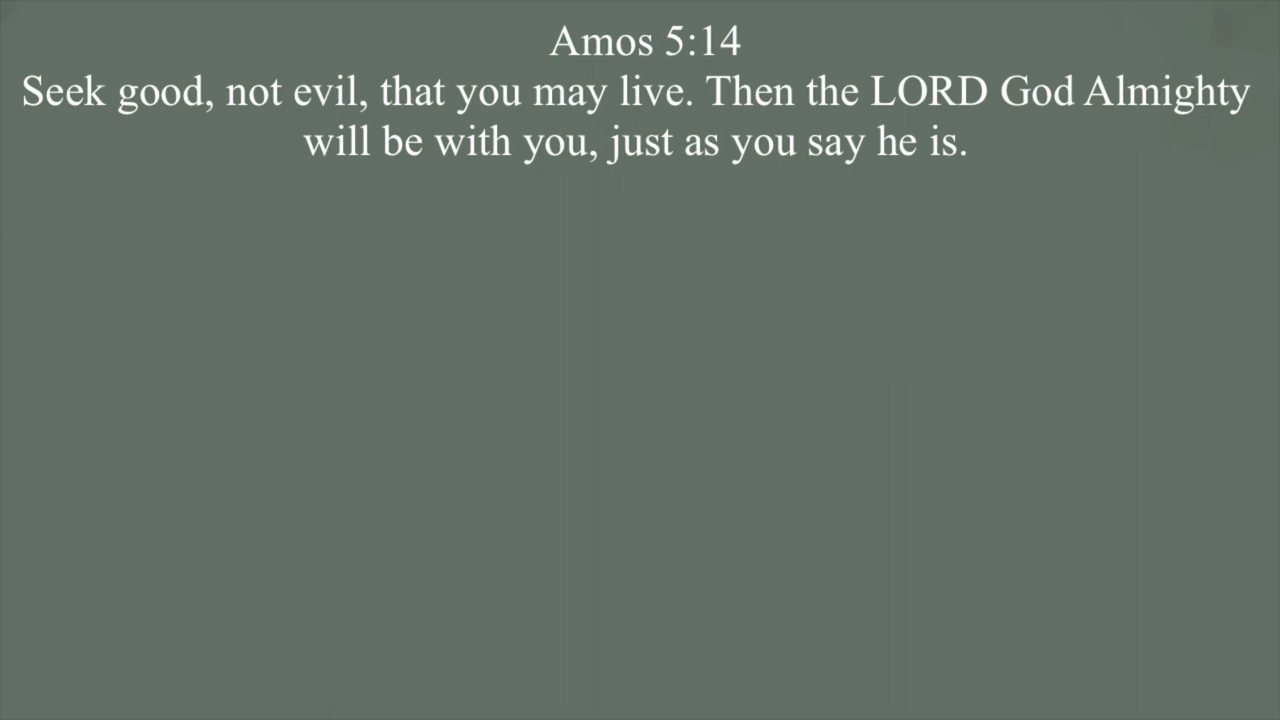 Amos 5:14
Seek good, not evil, that you may live. Then the LORD God Almighty
will be with you, just as you say he is.